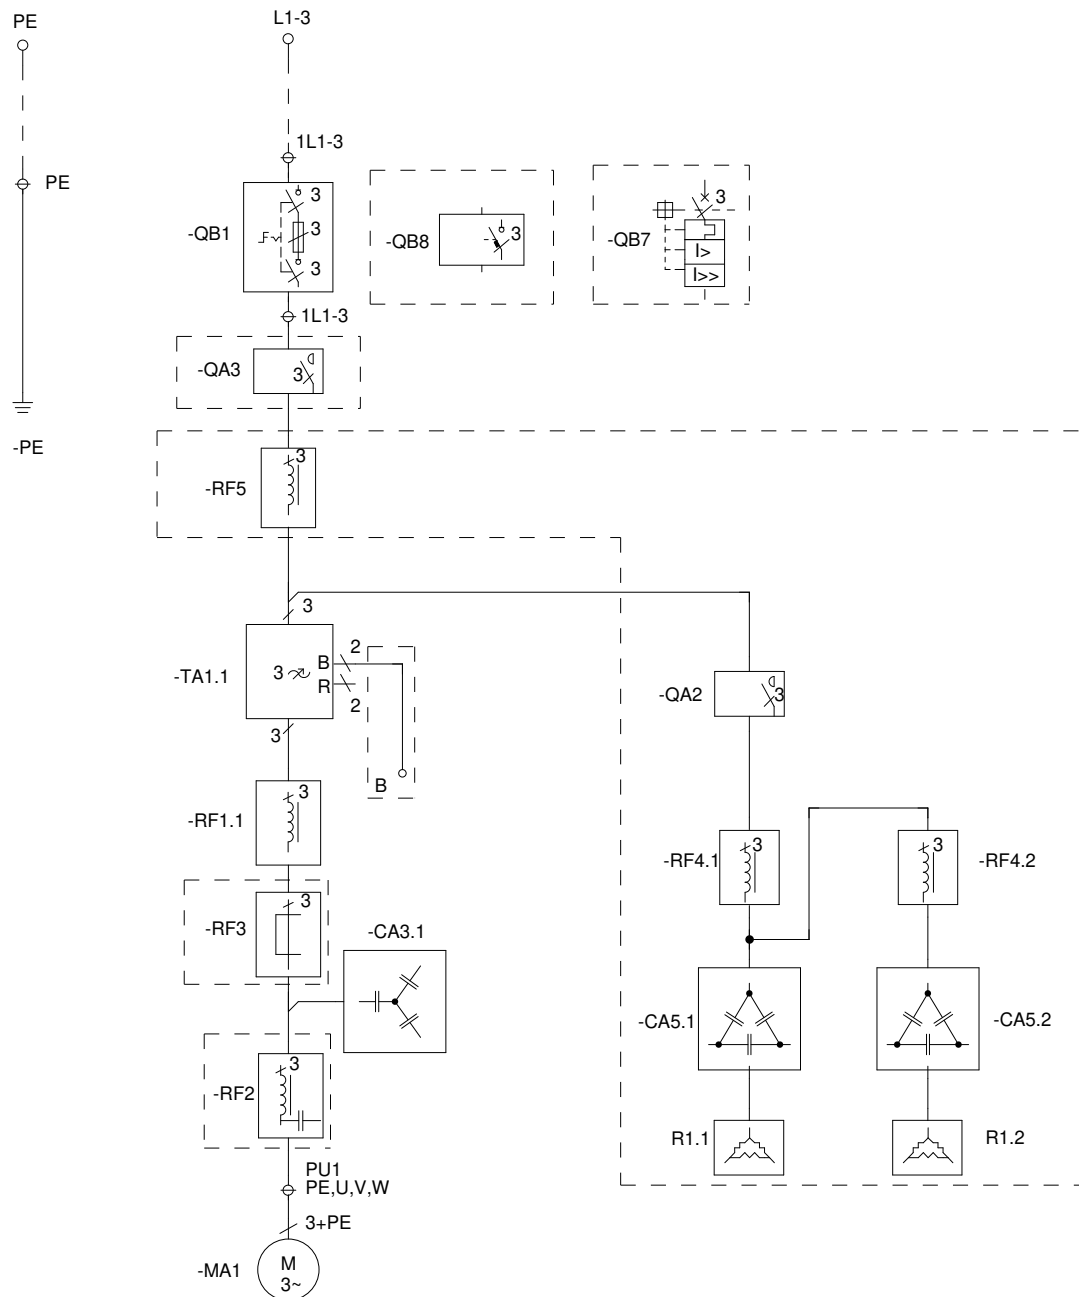 PE
L1-3
1L1-3
PE
3
-QB1
3
3
-QB8
3
-QB7
3
I>
I>>
1L1-3
-QA3
3
-PE
3
-RF5
3
-TA1.1
3
B
R
2
2
B
-QA2
3
3
3
-RF1.1
3
-RF4.1
3
-RF4.2
3
-RF3
-CA3.1
-CA5.1
-CA5.2
3
-RF2
R1.1
R1.2
PU1
PE,U,V,W
3+PE
-MA1
M
3~